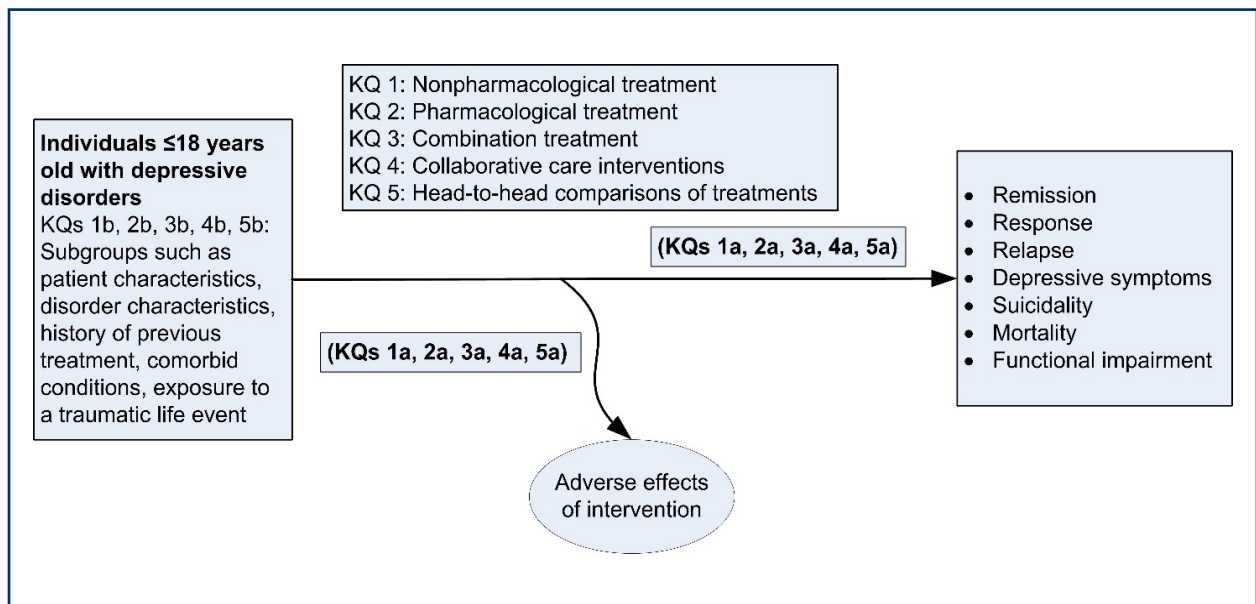 Individuals ≤18 years
old with depressive
disorders
KQs 1b, 2b, 3b, 4b, 5b:
Subgroups such as
patient characteristics,
disorder characteristics,
history of previous
treatment, comorbid
conditions, exposure to
a traumatic life event
KQ 1: Nonpharmacological treatment
KQ 2: Pharmacological treatment
KQ 3: Combination treatment
KQ 4: Collaborative care interventions
KQ 5: Head-to-head comparisons of treatments
(KQs 1a, 2a, 3a, 4a, 5a)
(KQs 1a, 2a, 3a, 4a, 5a)
Adverse effects
of intervention
• Remission
• Response
• Relapse
• Depressive symptoms
• Suicidality
• Mortality
• Functional impairment